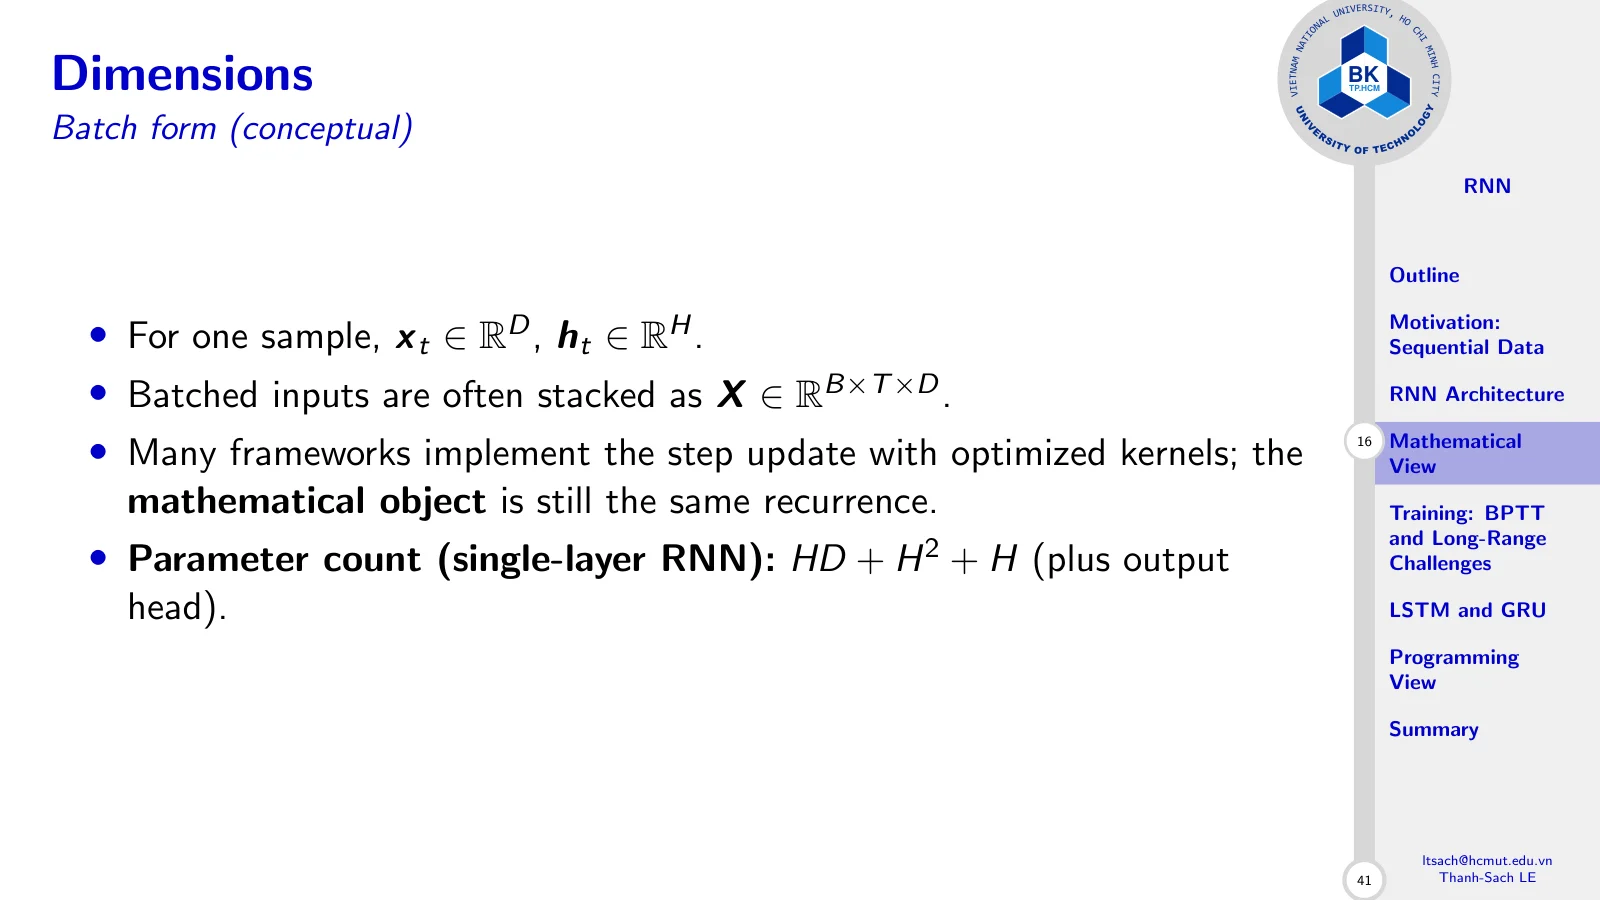 Dimensions
Batch form (conceptual)
• For one sample, x_t ∈ ℝ^D, h_t ∈ ℝ^H.
• Batched inputs are often stacked as X ∈ ℝ^{B×T×D}.
• Many frameworks implement the step update with optimized kernels; the
mathematical object is still the same recurrence.
• Parameter count (single-layer RNN): HD + H² + H (plus output
head).
VIETNAM NATIONAL UNIVERSITY, HO CHI MINH CITY
BK
TP.HCM
UNIVERSITY OF TECHNOLOGY
RNN
Outline
Motivation:
Sequential Data
RNN Architecture
16
Mathematical
View
Training: BPTT
and Long-Range
Challenges
LSTM and GRU
Programming
View
Summary
ltsach@hcmut.edu.vn
Thanh-Sach LE
41